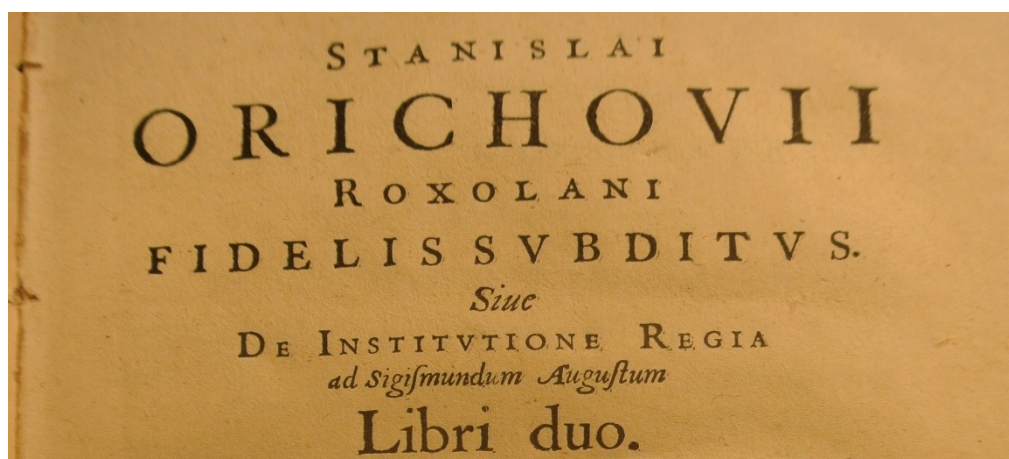 STANISLAI
ORICHOVII
ROXOLANI
FIDELIS SVBDITVS.
Siue
DE INSTITVTIONE REGIA
ad Sigiſmundum Auguſtum
Libri duo.